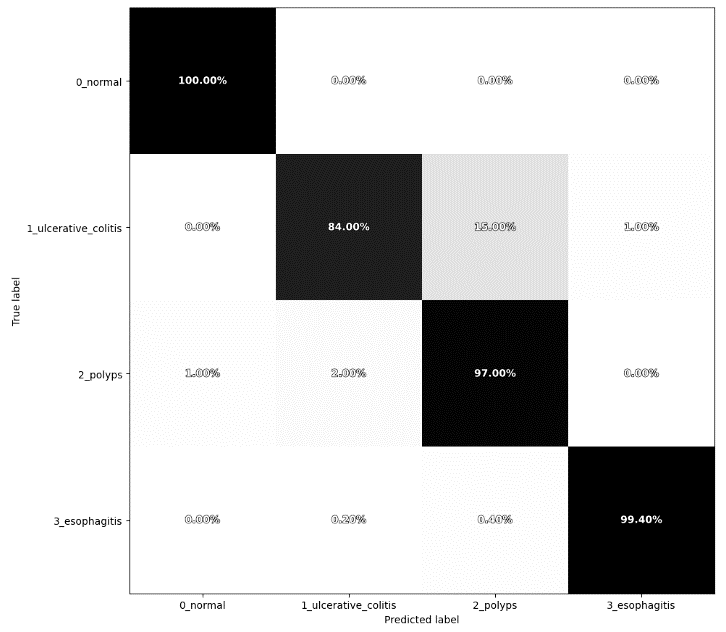 0_normal 100.00% 0.00% 0.00% 0.00%
1_ulcerative_colitis 0.00% 84.00% 15.00% 1.00%
True label
2_polyps 1.00% 2.00% 97.00% 0.00%
3_esophagitis 0.00% 0.20% 0.40% 99.40%
0_normal 1_ulcerative_colitis 2_polyps 3_esophagitis
Predicted label